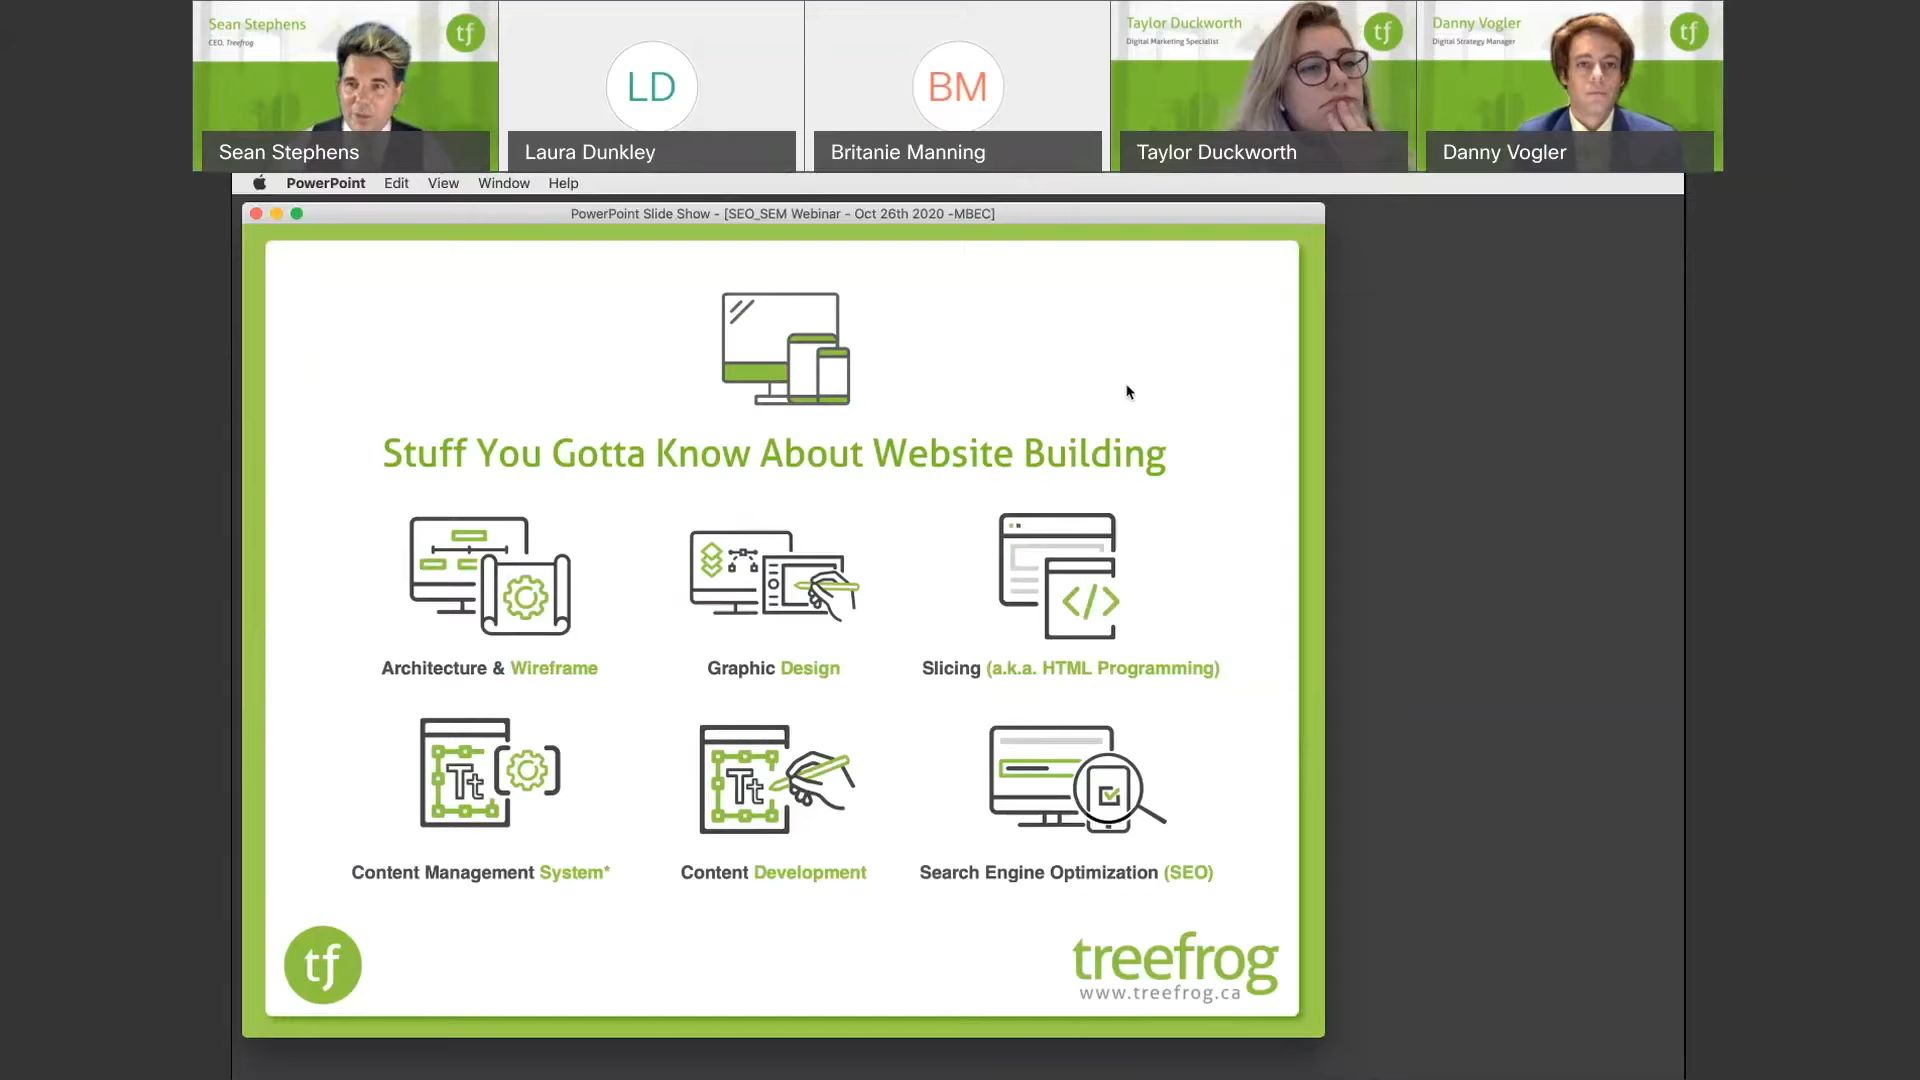 Sean Stephens
CEO, Treefrog
tf
LD
BM
Taylor Duckworth
Digital Marketing Specialist
tf
Danny Vogler
Digital Strategy Manager
tf
Sean Stephens
Laura Dunkley
Britanie Manning
Taylor Duckworth
Danny Vogler
PowerPoint Edit View Window Help
PowerPoint Slide Show - [SEO_SEM Webinar - Oct 26th 2020 -MBEC]
Stuff You Gotta Know About Website Building
</>
Architecture & Wireframe
Graphic Design
Slicing (a.k.a. HTML Programming)
Tt
Tt
Content Management System*
Content Development
Search Engine Optimization (SEO)
tf
treefrog
www.treefrog.ca